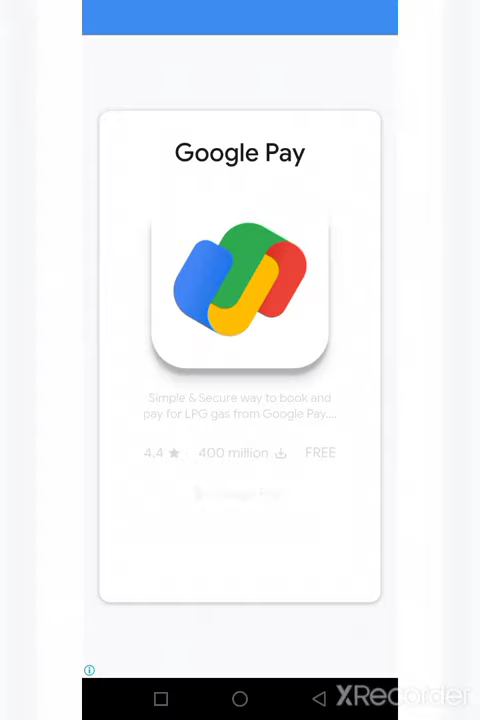 Google Pay
Simple & Secure way to book and
pay for LPG gas from Google Pay....
4.4 400 million FREE
XRecorder